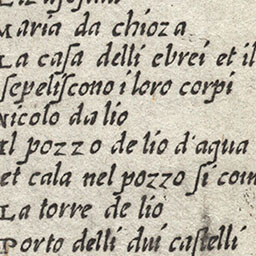 Maria da chioza
La casa delli ebrei et il
sepeliscono i loro corpi
Nicolo da lio
Il pozzo de lio d'aqua
et cala nel pozzo si com
La torre de lio
Porto delli dui castelli